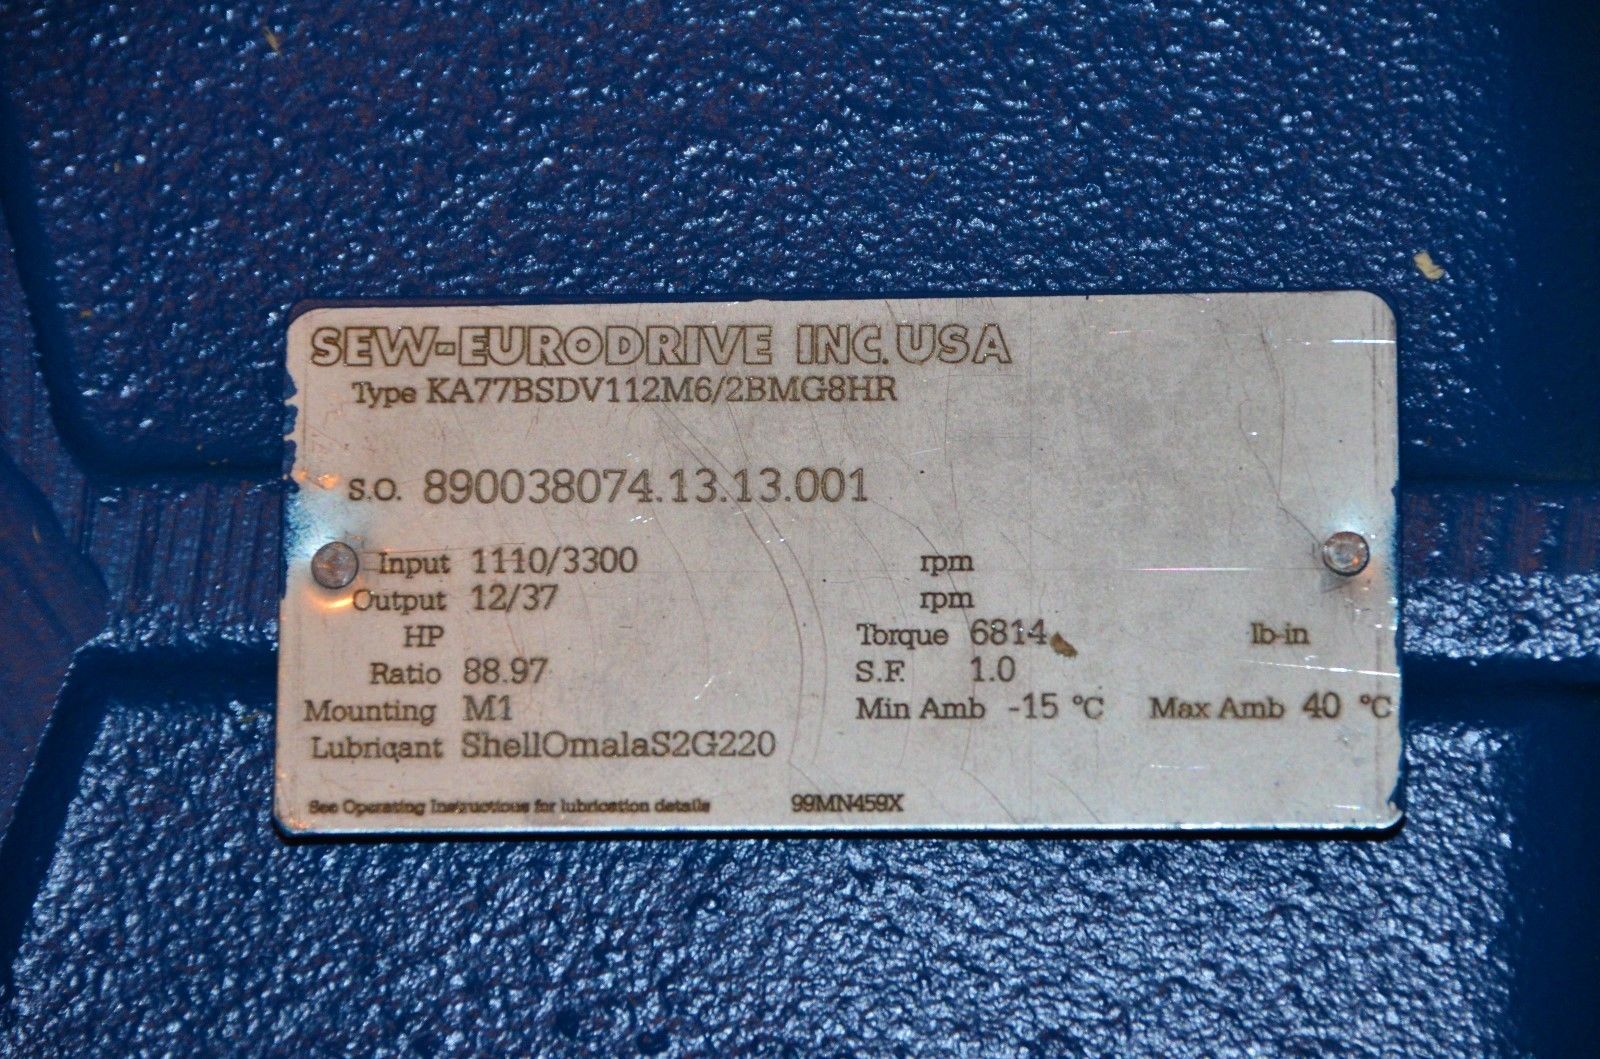 SEW-EURODRIVE INC. USA
Type KA77BSDV112M6/2BMG8HR
S.O. 890038074.13.13.001
Input 1110/3300 rpm
Output 12/37 rpm
HP Torque 6814 lb-in
Ratio 88.97 S.F. 1.0
Mounting M1 Min Amb -15 °C Max Amb 40 °C
Lubricant ShellOmalaS2G220
See Operating Instructions for lubrication details 99MN459X